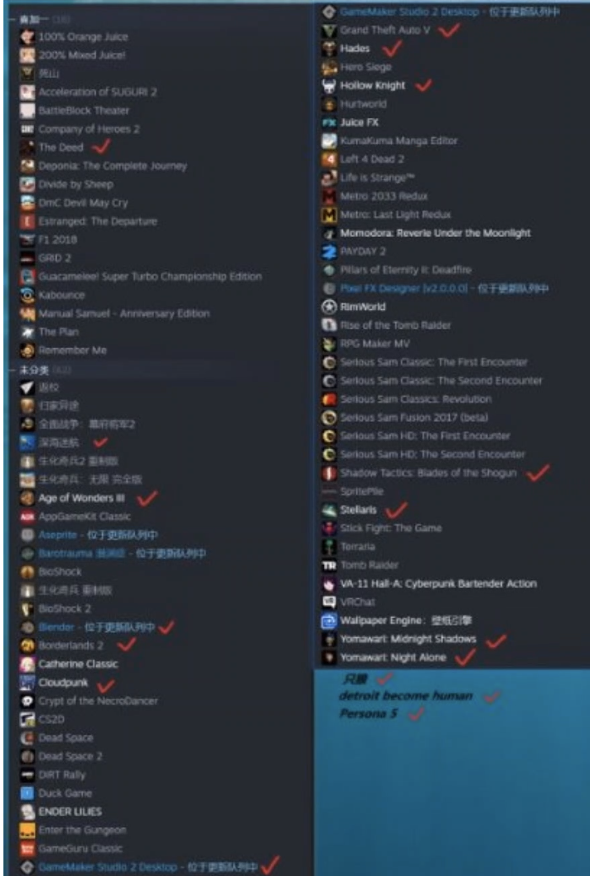 喜加一 (18)
100% Orange Juice
200% Mixed Juice!
死山
Acceleration of SUGURI 2
BattleBlock Theater
Company of Heroes 2
The Deed
Deponia: The Complete Journey
Divide by Sheep
DmC Devil May Cry
Estranged: The Departure
F1 2018
GRID 2
Guacamelee! Super Turbo Championship Edition
Kabounce
Manual Samuel - Anniversary Edition
The Plan
Remember Me
未分类
返校
归家异途
全面战争：幕府将军2
深海迷航
生化奇兵2 重制版
生化奇兵：无限 完全版
Age of Wonders III
AppGameKit Classic
Aseprite - 位于更新队列中
Barotrauma 潜渊症 - 位于更新队列中
BioShock
生化奇兵 重制版
BioShock 2
Blender - 位于更新队列中
Borderlands 2
Catherine Classic
Cloudpunk
Crypt of the NecroDancer
CS2D
Dead Space
Dead Space 2
DiRT Rally
Duck Game
ENDER LILIES
Enter the Gungeon
GameGuru Classic
GameMaker Studio 2 Desktop - 位于更新队列中
GameMaker Studio 2 Desktop - 位于更新队列中
Grand Theft Auto V
Hades
Hero Siege
Hollow Knight
Hurtworld
Juice FX
KumaKuma Manga Editor
Left 4 Dead 2
Life is Strange™
Metro 2033 Redux
Metro: Last Light Redux
Momodora: Reverie Under the Moonlight
PAYDAY 2
Pillars of Eternity II: Deadfire
Pixel FX Designer [v2.0.0.0] - 位于更新队列中
RimWorld
Rise of the Tomb Raider
RPG Maker MV
Serious Sam Classic: The First Encounter
Serious Sam Classic: The Second Encounter
Serious Sam Classics: Revolution
Serious Sam Fusion 2017 (beta)
Serious Sam HD: The First Encounter
Serious Sam HD: The Second Encounter
Shadow Tactics: Blades of the Shogun
SpritePile
Stellaris
Stick Fight: The Game
Terraria
Tomb Raider
VA-11 Hall-A: Cyberpunk Bartender Action
VRChat
Wallpaper Engine：壁纸引擎
Yomawari: Midnight Shadows
Yomawari: Night Alone
只狼
detroit become human
Persona 5